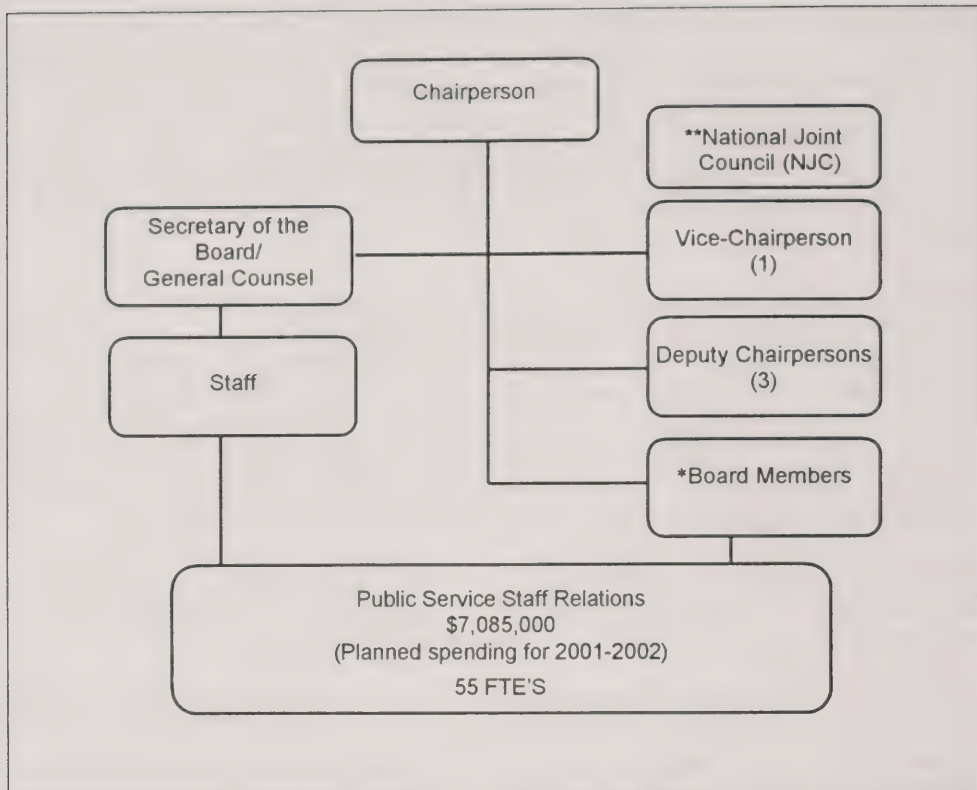 Chairperson
**National Joint
Council (NJC)
Secretary of the
Board/
General Counsel
Vice-Chairperson
(1)
Staff
Deputy Chairpersons
(3)
*Board Members
Public Service Staff Relations
$7,085,000
(Planned spending for 2001-2002)
55 FTE'S